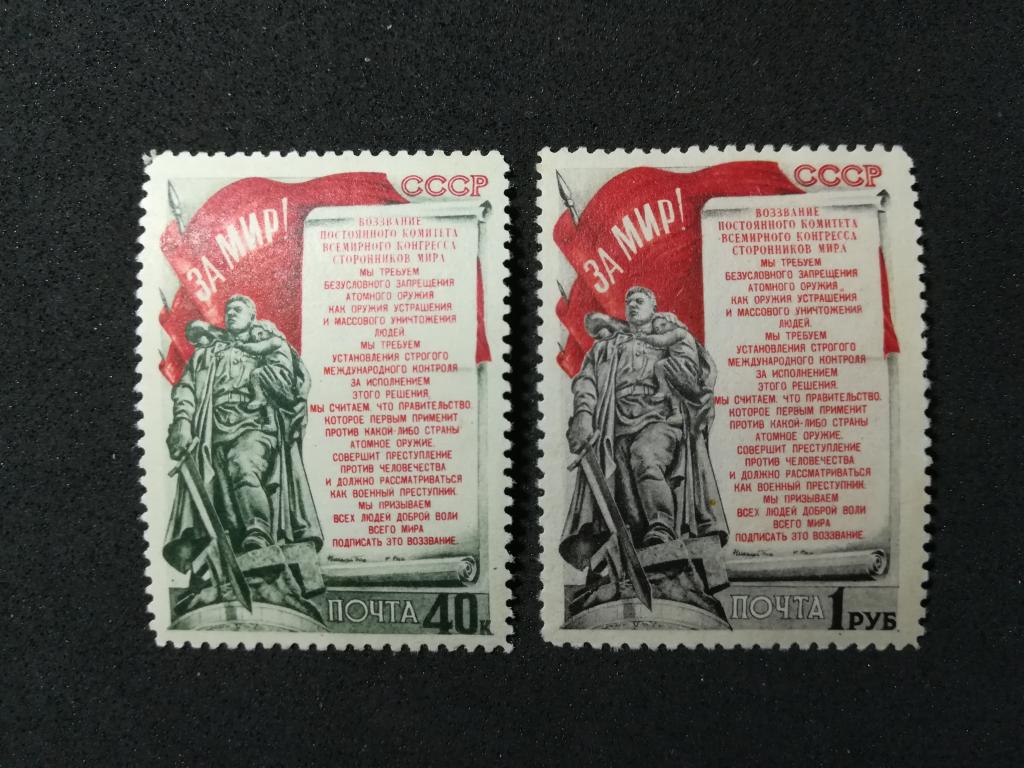 СССР
ЗА МИР!
ВОЗЗВАНИЕ
ПОСТОЯННОГО КОМИТЕТА
ВСЕМИРНОГО КОНГРЕССА
СТОРОННИКОВ МИРА
МЫ ТРЕБУЕМ
БЕЗУСЛОВНОГО ЗАПРЕЩЕНИЯ
АТОМНОГО ОРУЖИЯ
КАК ОРУЖИЯ УСТРАШЕНИЯ
И МАССОВОГО УНИЧТОЖЕНИЯ
ЛЮДЕЙ.
МЫ ТРЕБУЕМ
УСТАНОВЛЕНИЯ СТРОГОГО
МЕЖДУНАРОДНОГО КОНТРОЛЯ
ЗА ИСПОЛНЕНИЕМ
ЭТОГО РЕШЕНИЯ.
МЫ СЧИТАЕМ, ЧТО ПРАВИТЕЛЬСТВО,
КОТОРОЕ ПЕРВЫМ ПРИМЕНИТ
ПРОТИВ КАКОЙ-ЛИБО СТРАНЫ
АТОМНОЕ ОРУЖИЕ,
СОВЕРШИТ ПРЕСТУПЛЕНИЕ
ПРОТИВ ЧЕЛОВЕЧЕСТВА
И ДОЛЖНО РАССМАТРИВАТЬСЯ
КАК ВОЕННЫЙ ПРЕСТУПНИК.
МЫ ПРИЗЫВАЕМ
ВСЕХ ЛЮДЕЙ ДОБРОЙ ВОЛИ
ВСЕГО МИРА
ПОДПИСАТЬ ЭТО ВОЗЗВАНИЕ.
ПОЧТА 40К
СССР
ЗА МИР!
ВОЗЗВАНИЕ
ПОСТОЯННОГО КОМИТЕТА
ВСЕМИРНОГО КОНГРЕССА
СТОРОННИКОВ МИРА
МЫ ТРЕБУЕМ
БЕЗУСЛОВНОГО ЗАПРЕЩЕНИЯ
АТОМНОГО ОРУЖИЯ
КАК ОРУЖИЯ УСТРАШЕНИЯ
И МАССОВОГО УНИЧТОЖЕНИЯ
ЛЮДЕЙ.
МЫ ТРЕБУЕМ
УСТАНОВЛЕНИЯ СТРОГОГО
МЕЖДУНАРОДНОГО КОНТРОЛЯ
ЗА ИСПОЛНЕНИЕМ
ЭТОГО РЕШЕНИЯ.
МЫ СЧИТАЕМ, ЧТО ПРАВИТЕЛЬСТВО,
КОТОРОЕ ПЕРВЫМ ПРИМЕНИТ
ПРОТИВ КАКОЙ-ЛИБО СТРАНЫ
АТОМНОЕ ОРУЖИЕ,
СОВЕРШИТ ПРЕСТУПЛЕНИЕ
ПРОТИВ ЧЕЛОВЕЧЕСТВА
И ДОЛЖНО РАССМАТРИВАТЬСЯ
КАК ВОЕННЫЙ ПРЕСТУПНИК.
МЫ ПРИЗЫВАЕМ
ВСЕХ ЛЮДЕЙ ДОБРОЙ ВОЛИ
ВСЕГО МИРА
ПОДПИСАТЬ ЭТО ВОЗЗВАНИЕ.
ПОЧТА 1РУБ